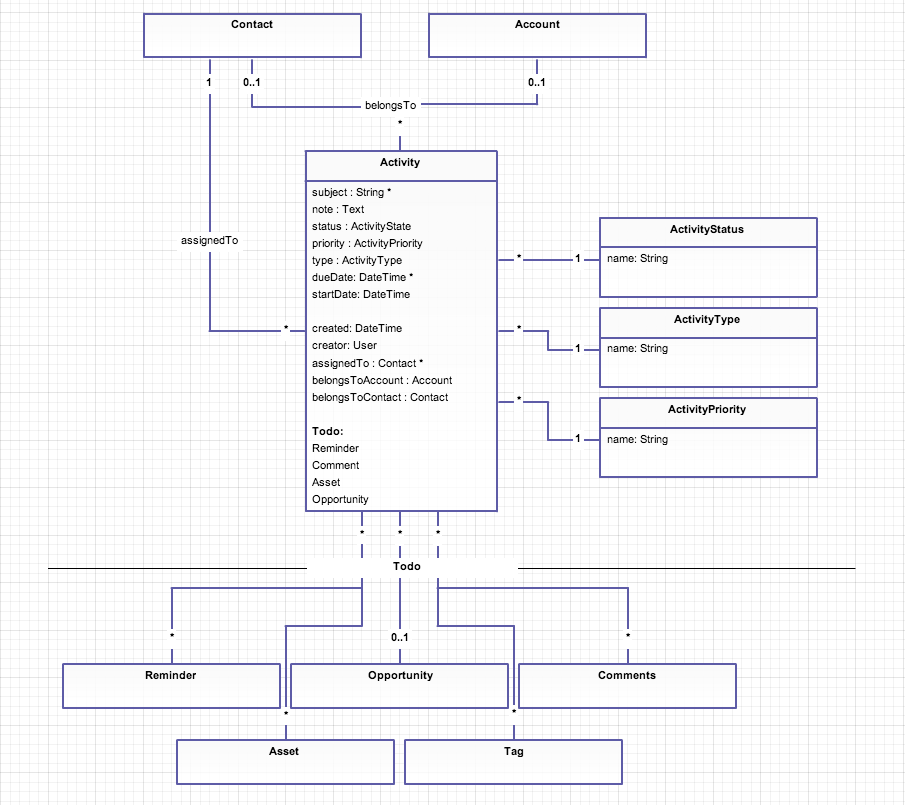 Contact
Account
1
0..1
0..1
belongsTo
*
Activity
subject : String *
note : Text
status : ActivityState
priority : ActivityPriority
type : ActivityType
dueDate: DateTime *
startDate: DateTime
created: DateTime
creator: User
assignedTo : Contact *
belongsToAccount : Account
belongsToContact : Contact
Todo:
Reminder
Comment
Asset
Opportunity
assignedTo
*
*
1
ActivityStatus
name: String
*
1
ActivityType
name: String
*
1
ActivityPriority
name: String
*
*
*
Todo
*
0..1
*
Reminder
Opportunity
Comments
*
*
Asset
Tag